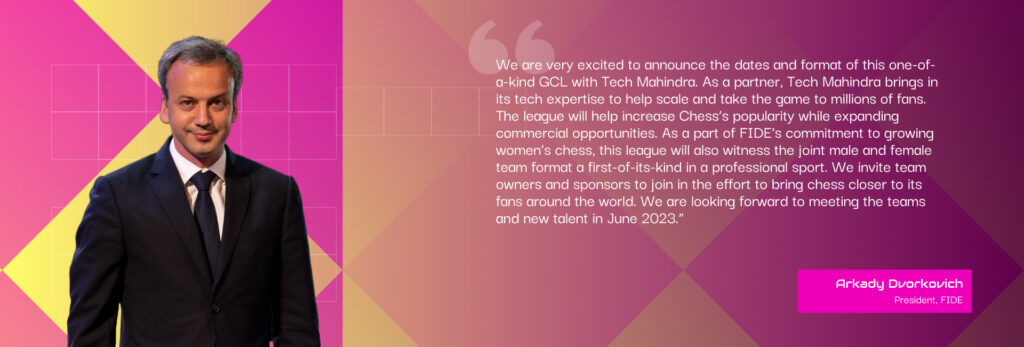 “
We are very excited to announce the dates and format of this one-of-
a-kind GCL with Tech Mahindra. As a partner, Tech Mahindra brings in
its tech expertise to help scale and take the game to millions of fans.
The league will help increase Chess’s popularity while expanding
commercial opportunities. As a part of FIDE’s commitment to growing
women’s chess, this league will also witness the joint male and female
team format a first-of-its-kind in a professional sport. We invite team
owners and sponsors to join in the effort to bring chess closer to its
fans around the world. We are looking forward to meeting the teams
and new talent in June 2023.”
Arkady Dvorkovich
President, FIDE